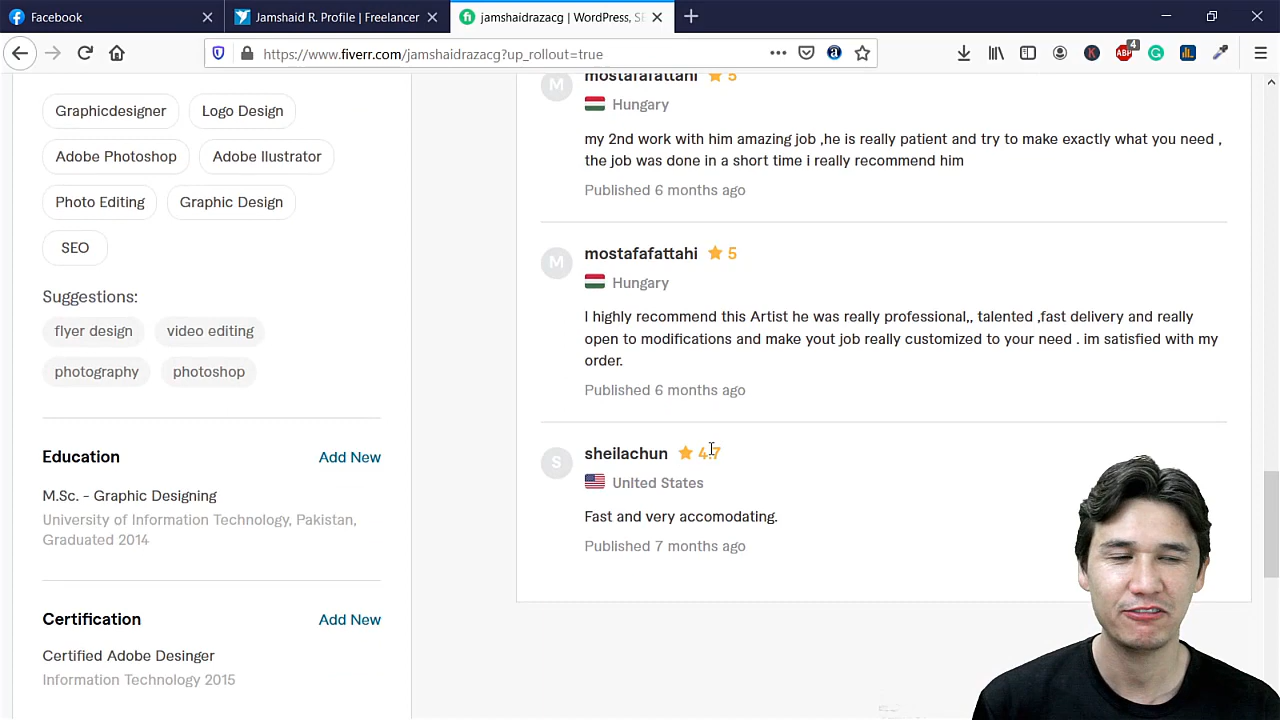 Facebook
Jamshaid R. Profile | Freelancer
jamshaidrazacg | WordPress, SE
https://www.fiverr.com/jamshaidrazacg?up_rollout=true
4
Graphicdesigner
Logo Design
Adobe Photoshop
Adobe Ilustrator
Photo Editing
Graphic Design
SEO
Suggestions:
flyer design
video editing
photography
photoshop
Education
Add New
M.Sc. - Graphic Designing
University of Information Technology, Pakistan,
Graduated 2014
Certification
Add New
Certified Adobe Desinger
Information Technology 2015
M
mostafafattahi
5
Hungary
my 2nd work with him amazing job ,he is really patient and try to make exactly what you need ,
the job was done in a short time i really recommend him
Published 6 months ago
M
mostafafattahi
5
Hungary
I highly recommend this Artist he was really professional,, talented ,fast delivery and really
open to modifications and make yout job really customized to your need . im satisfied with my
order.
Published 6 months ago
S
sheilachun
4.7
United States
Fast and very accomodating.
Published 7 months ago